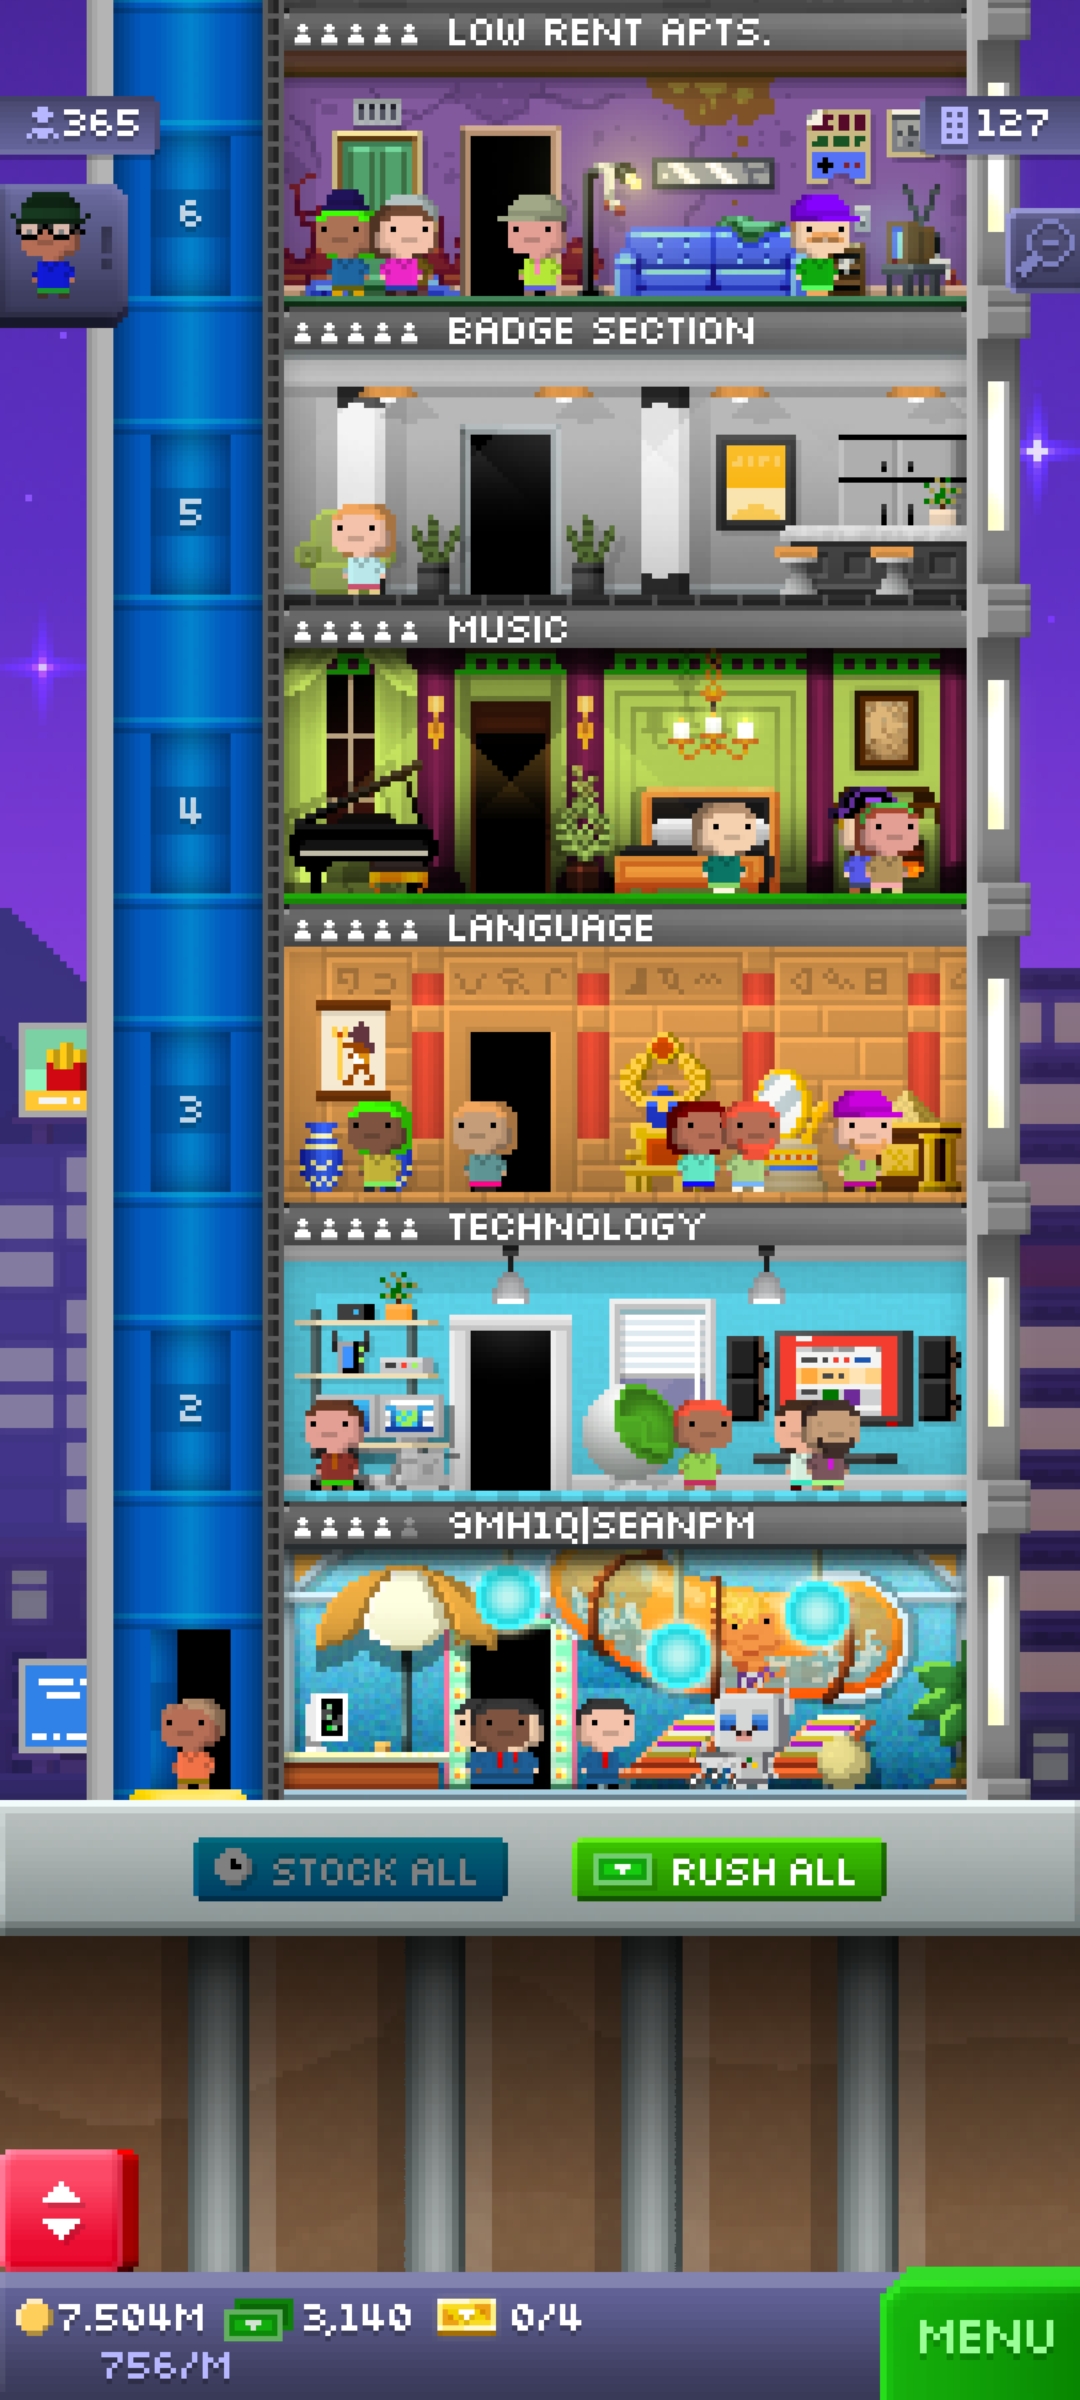 LOW RENT APTS.
365
127
6
BADGE SECTION
5
MUSIC
4
LANGUAGE
3
TECHNOLOGY
2
9MH1Q|SEANPM
STOCK ALL
RUSH ALL
7.504M
3,140
0/4
756/M
MENU